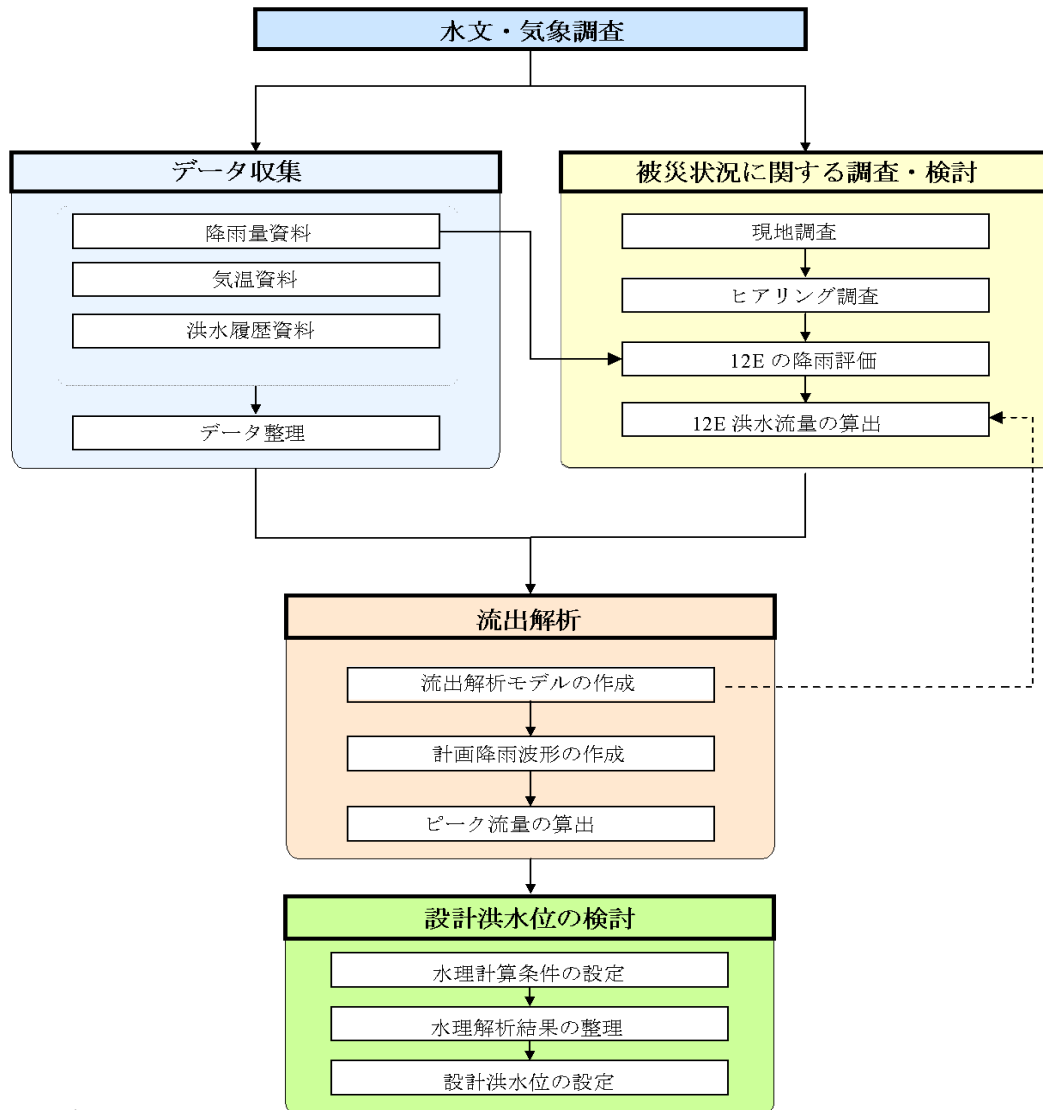 水文・気象調査
データ収集
降雨量資料
気温資料
洪水履歴資料
データ整理
被災状況に関する調査・検討
現地調査
ヒアリング調査
12E の降雨評価
12E 洪水流量の算出
流出解析
流出解析モデルの作成
計画降雨波形の作成
ピーク流量の算出
設計洪水位の検討
水理計算条件の設定
水理解析結果の整理
設計洪水位の設定